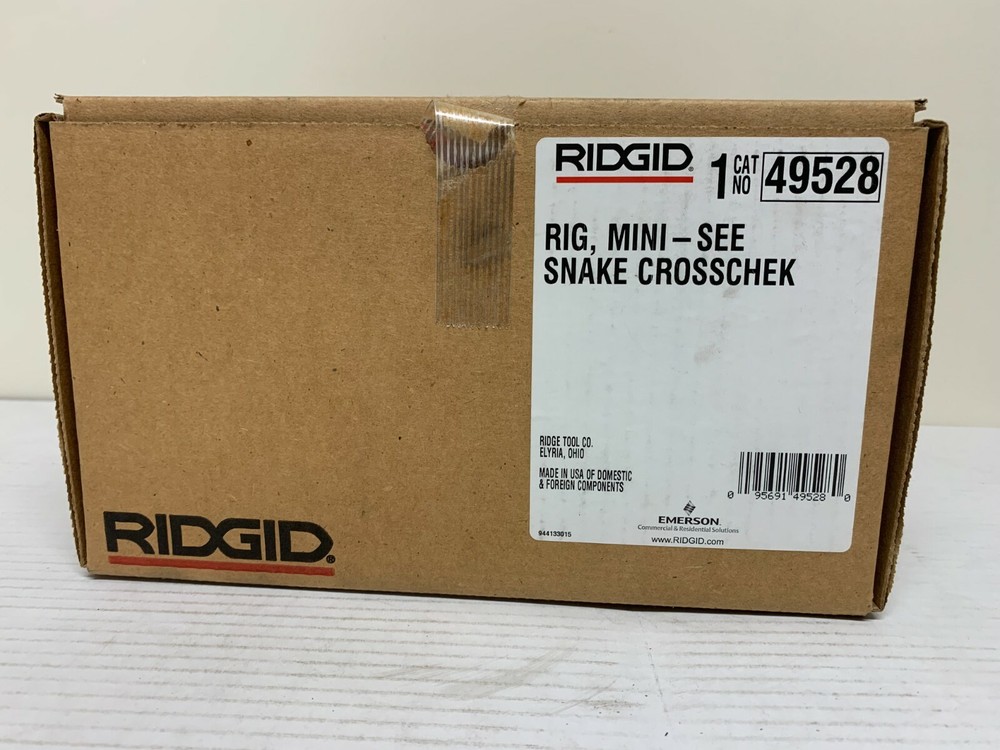 RIDGID®
1 CAT NO 49528
RIG, MINI – SEE
SNAKE CROSSCHEK
RIDGE TOOL CO.
ELYRIA, OHIO
MADE IN USA OF DOMESTIC
& FOREIGN COMPONENTS
0 95691 49528 0
944133015
EMERSON
Commercial & Residential Solutions
www.RIDGID.com
RIDGID®